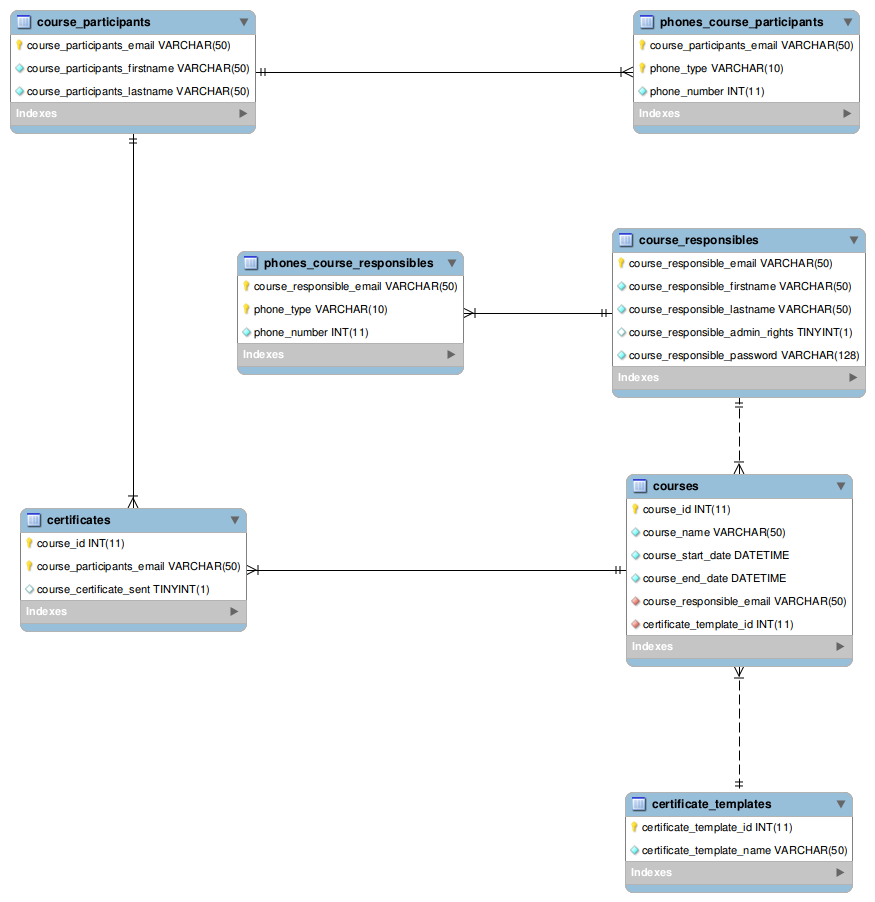 course_participants
course_participants_email VARCHAR(50)
course_participants_firstname VARCHAR(50)
course_participants_lastname VARCHAR(50)
Indexes
phones_course_participants
course_participants_email VARCHAR(50)
phone_type VARCHAR(10)
phone_number INT(11)
Indexes
phones_course_responsibles
course_responsible_email VARCHAR(50)
phone_type VARCHAR(10)
phone_number INT(11)
Indexes
course_responsibles
course_responsible_email VARCHAR(50)
course_responsible_firstname VARCHAR(50)
course_responsible_lastname VARCHAR(50)
course_responsible_admin_rights TINYINT(1)
course_responsible_password VARCHAR(128)
Indexes
certificates
course_id INT(11)
course_participants_email VARCHAR(50)
course_certificate_sent TINYINT(1)
Indexes
courses
course_id INT(11)
course_name VARCHAR(50)
course_start_date DATETIME
course_end_date DATETIME
course_responsible_email VARCHAR(50)
certificate_template_id INT(11)
Indexes
certificate_templates
certificate_template_id INT(11)
certificate_template_name VARCHAR(50)
Indexes